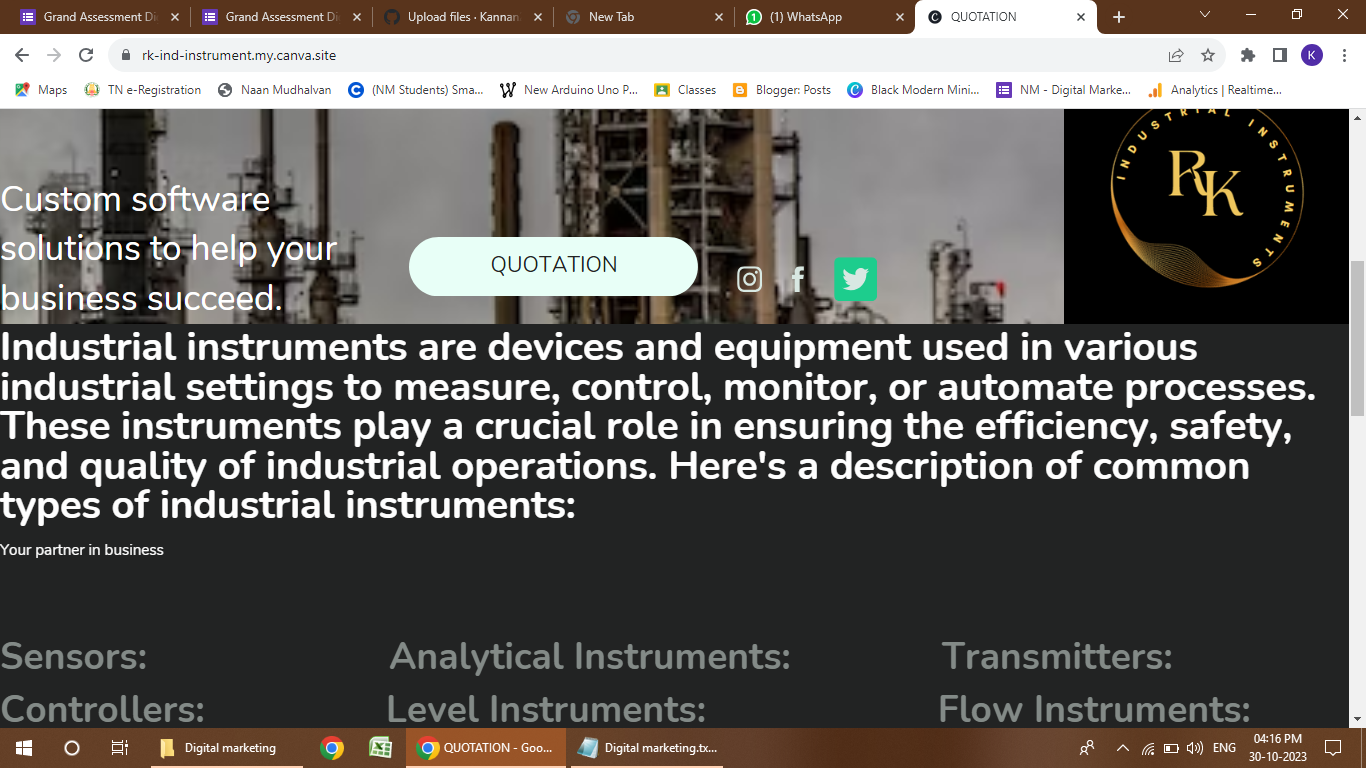 Grand Assessment Di
Grand Assessment Di
Upload files · Kannan
New Tab
(1) WhatsApp
QUOTATION
rk-ind-instrument.my.canva.site
K
Maps
TN e-Registration
Naan Mudhalvan
(NM Students) Sma...
New Arduino Uno P...
Classes
Blogger: Posts
Black Modern Mini...
NM - Digital Marke...
Analytics | Realtime...
INDUSTRIAL INSTRUMENTS
RK
Custom software
solutions to help your
business succeed.
QUOTATION
Industrial instruments are devices and equipment used in various
industrial settings to measure, control, monitor, or automate processes.
These instruments play a crucial role in ensuring the efficiency, safety,
and quality of industrial operations. Here's a description of common
types of industrial instruments:
Your partner in business
Sensors:
Analytical Instruments:
Transmitters:
Controllers:
Level Instruments:
Flow Instruments:
Digital marketing
QUOTATION - Goo...
Digital marketing.tx...
ENG
04:16 PM
30-10-2023